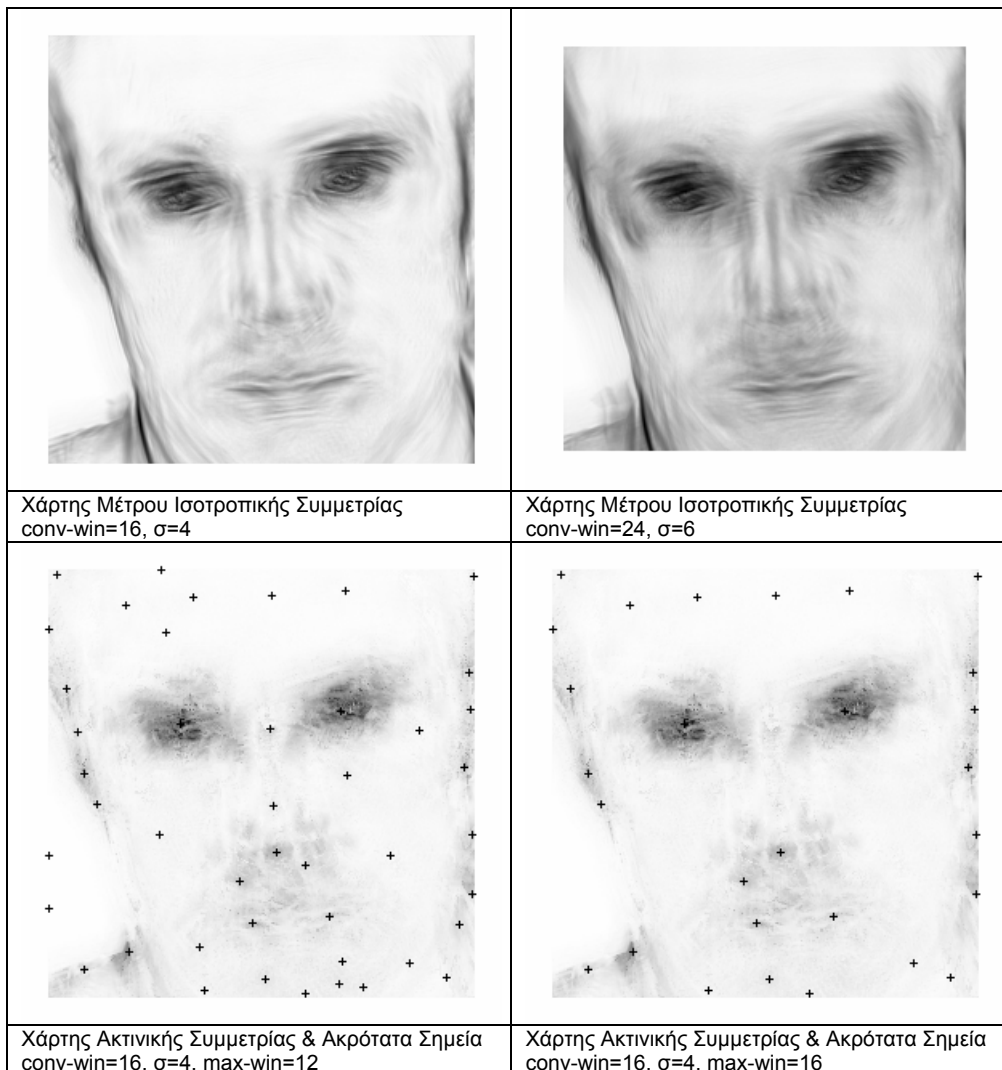 Χάρτης Μέτρου Ισοτροπικής Συμμετρίας
conv-win=16, σ=4
Χάρτης Μέτρου Ισοτροπικής Συμμετρίας
conv-win=24, σ=6
Χάρτης Ακτινικής Συμμετρίας & Ακρότατα Σημεία
conv-win=16, σ=4, max-win=12
Χάρτης Ακτινικής Συμμετρίας & Ακρότατα Σημεία
conv-win=16, σ=4, max-win=16